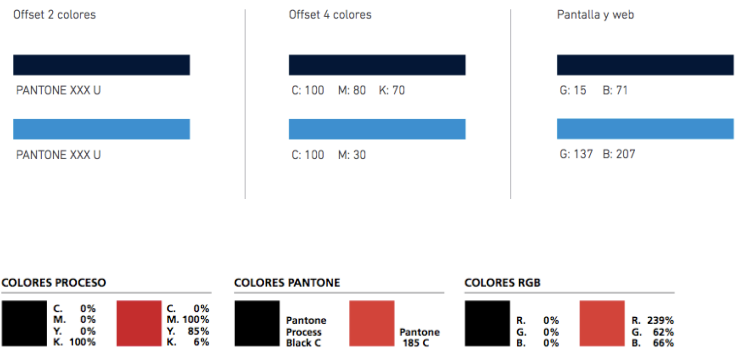 Offset 2 colores
Offset 4 colores
Pantalla y web
PANTONE XXX U
C: 100 M: 80 K: 70
G: 15 B: 71
PANTONE XXX U
C: 100 M: 30
G: 137 B: 207
COLORES PROCESO
C. 0%
M. 0%
Y. 0%
K. 100%
C. 0%
M. 100%
Y. 85%
K. 6%
COLORES PANTONE
Pantone
Process
Black C
Pantone
185 C
COLORES RGB
R. 0%
G. 0%
B. 0%
R. 239%
G. 62%
B. 66%